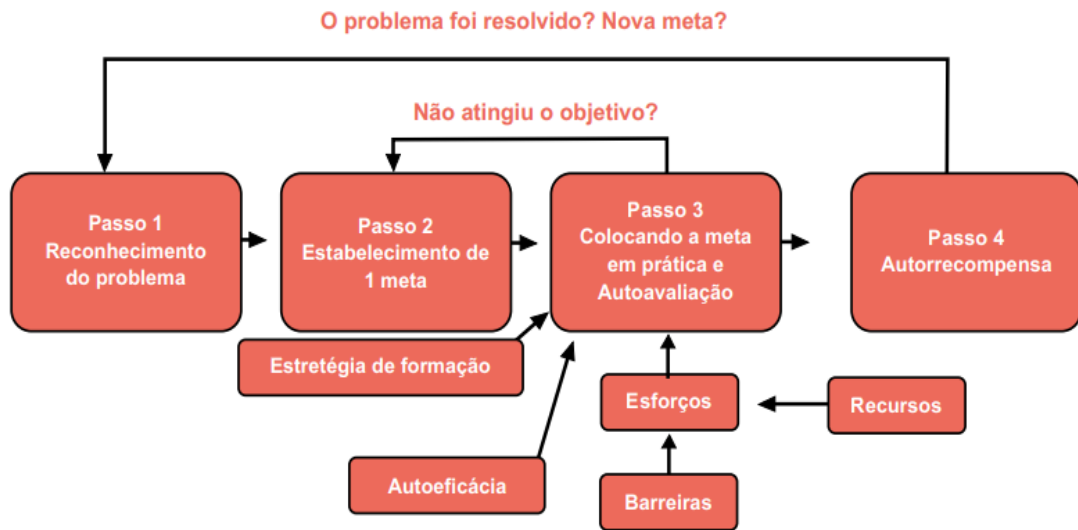 O problema foi resolvido? Nova meta?
Não atingiu o objetivo?
Passo 1
Reconhecimento
do problema
Passo 2
Estabelecimento de
1 meta
Passo 3
Colocando a meta
em prática e
Autoavaliação
Passo 4
Autorrecompensa
Estretégia de formação
Esforços
Recursos
Autoeficácia
Barreiras